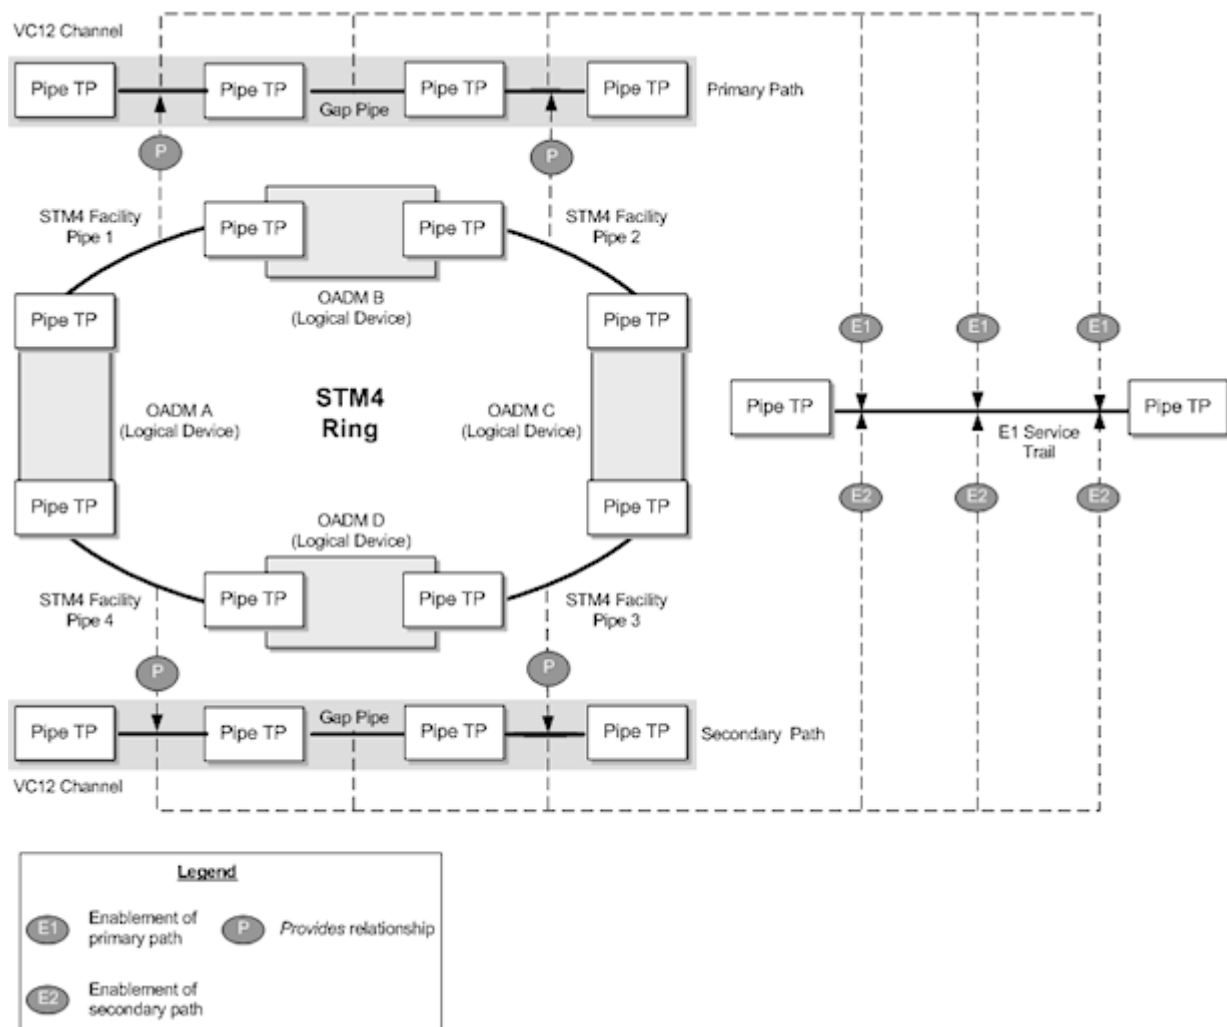 VC12 Channel
Pipe TP
Pipe TP
Pipe TP
Pipe TP
Primary Path
Gap Pipe
P
P
STM4 Facility
Pipe 1
Pipe TP
Pipe TP
STM4 Facility
Pipe 2
OADM B
(Logical Device)
Pipe TP
Pipe TP
E1
E1
E1
STM4
Ring
OADM A
(Logical Device)
OADM C
(Logical Device)
Pipe TP
Pipe TP
E1 Service
Trail
Pipe TP
Pipe TP
E2
E2
E2
OADM D
(Logical Device)
STM4 Facility
Pipe 4
Pipe TP
Pipe TP
STM4 Facility
Pipe 3
P
P
Pipe TP
Pipe TP
Gap Pipe
Pipe TP
Pipe TP
Secondary Path
VC12 Channel
Legend
E1
Enablement of
primary path
P
Provides relationship
E2
Enablement of
secondary path